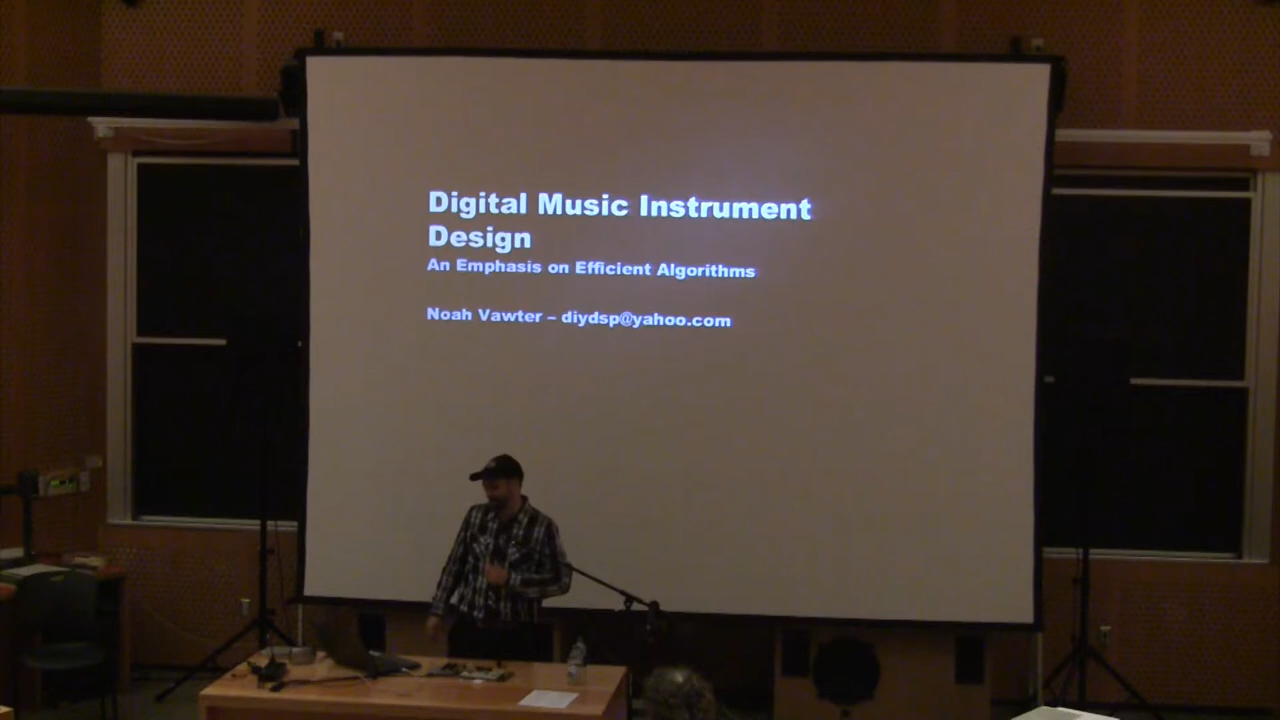 Digital Music Instrument
Design
An Emphasis on Efficient Algorithms
Noah Vawter – diydsp@yahoo.com